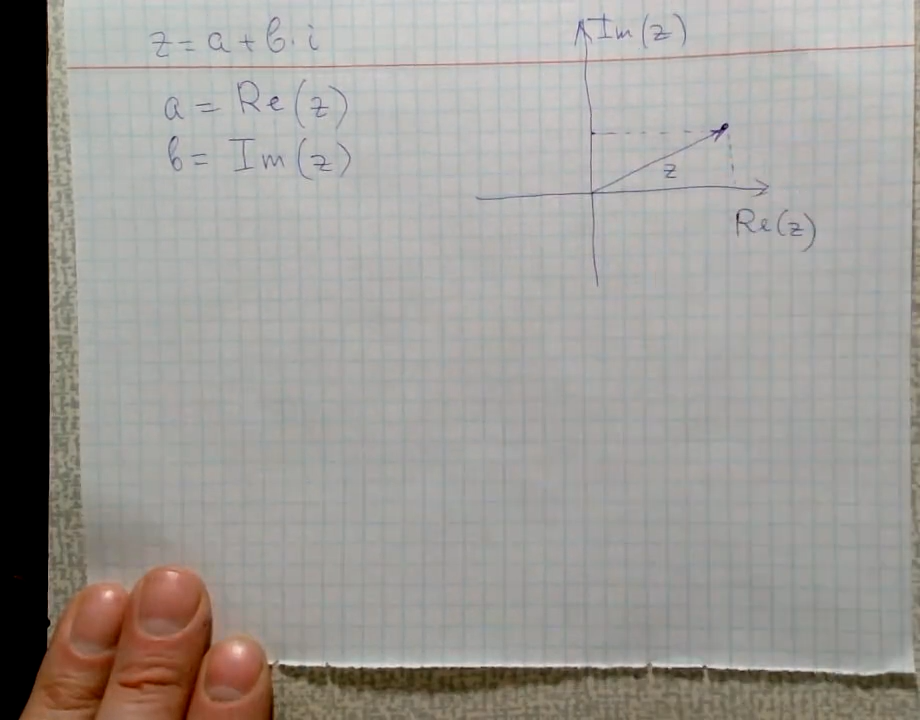 z = a + b · i
a = Re(z)
b = Im(z)
Im(z)
z
Re(z)